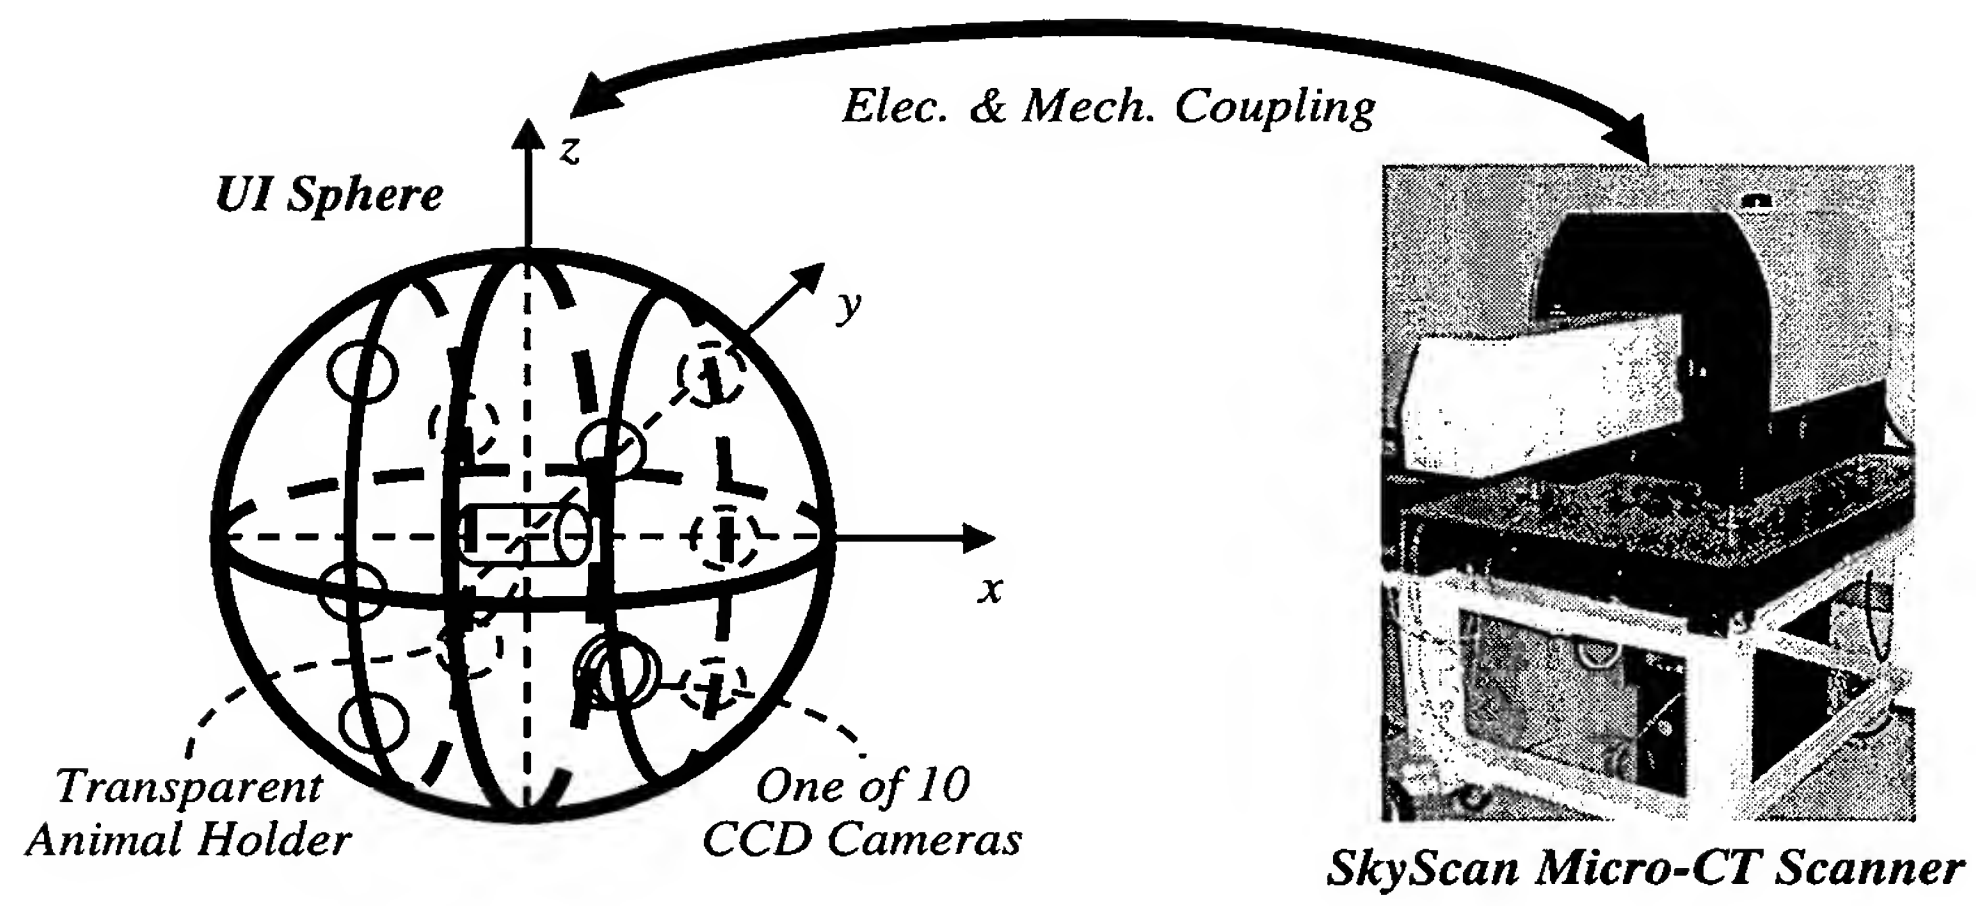 Elec. & Mech. Coupling
z
UI Sphere
y
x
Transparent
Animal Holder
One of 10
CCD Cameras
SkyScan Micro-CT Scanner